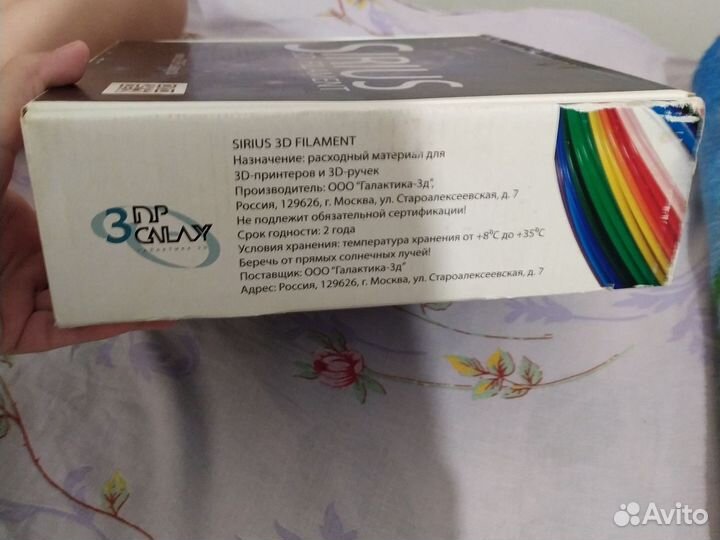 SIRIUS
SIRIUS 3D FILAMENT
Назначение: расходный материал для
3D-принтеров и 3D-ручек
Производитель: ООО "Галактика-3д",
Россия, 129626, г. Москва, ул. Староалексеевская, д. 7
Не подлежит обязательной сертификации!
Срок годности: 2 года
Условия хранения: температура хранения от +8°С до +35°С
Беречь от прямых солнечных лучей!
Поставщик: ООО "Галактика-3д"
Адрес: Россия, 129626, г. Москва, ул. Староалексеевская, д. 7
3DP
GALAXY
Avito